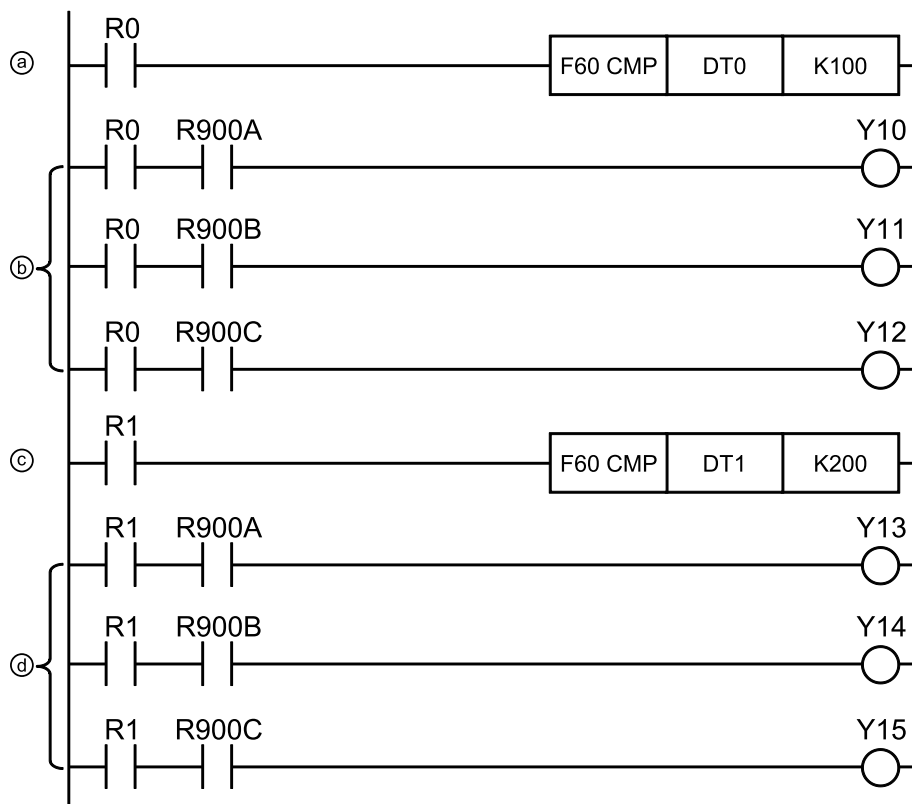 R0
ⓐ F60 CMP DT0 K100
R0 R900A Y10
R0 R900B Y11
ⓑ
R0 R900C Y12
R1
ⓒ F60 CMP DT1 K200
R1 R900A Y13
R1 R900B Y14
ⓓ
R1 R900C Y15